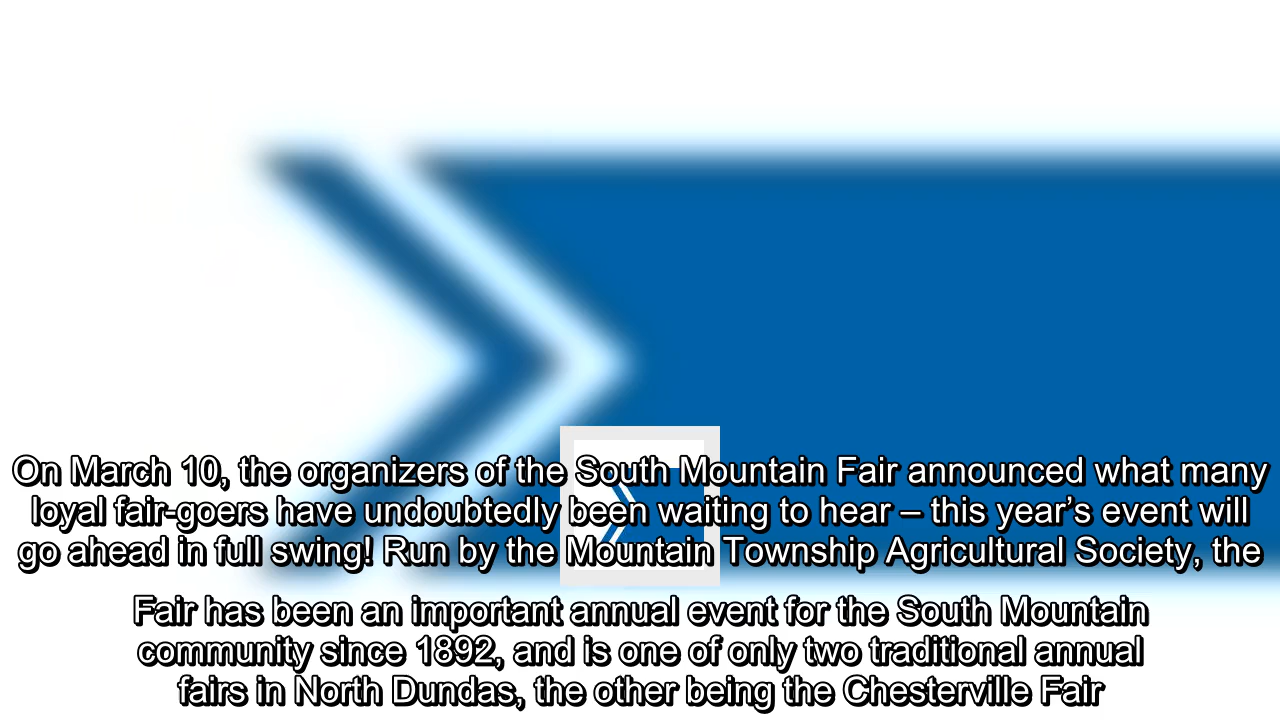 On March 10, the organizers of the South Mountain Fair announced what many
loyal fair-goers have undoubtedly been waiting to hear – this year’s event will
go ahead in full swing! Run by the Mountain Township Agricultural Society, the
Fair has been an important annual event for the South Mountain
community since 1892, and is one of only two traditional annual
fairs in North Dundas, the other being the Chesterville Fair